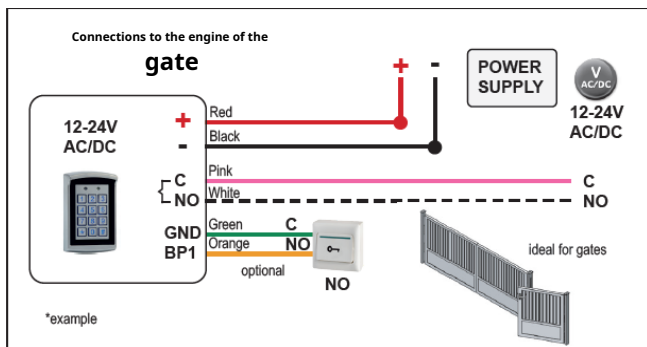 Connections to the engine of the
gate
+ -
POWER
SUPPLY
V
AC/DC
12-24V
AC/DC
12-24V
AC/DC
+
Red
-
Black
C
Pink
C
NO
White
NO
GND
Green
C
BP1
Orange
NO
optional
NO
ideal for gates
*example